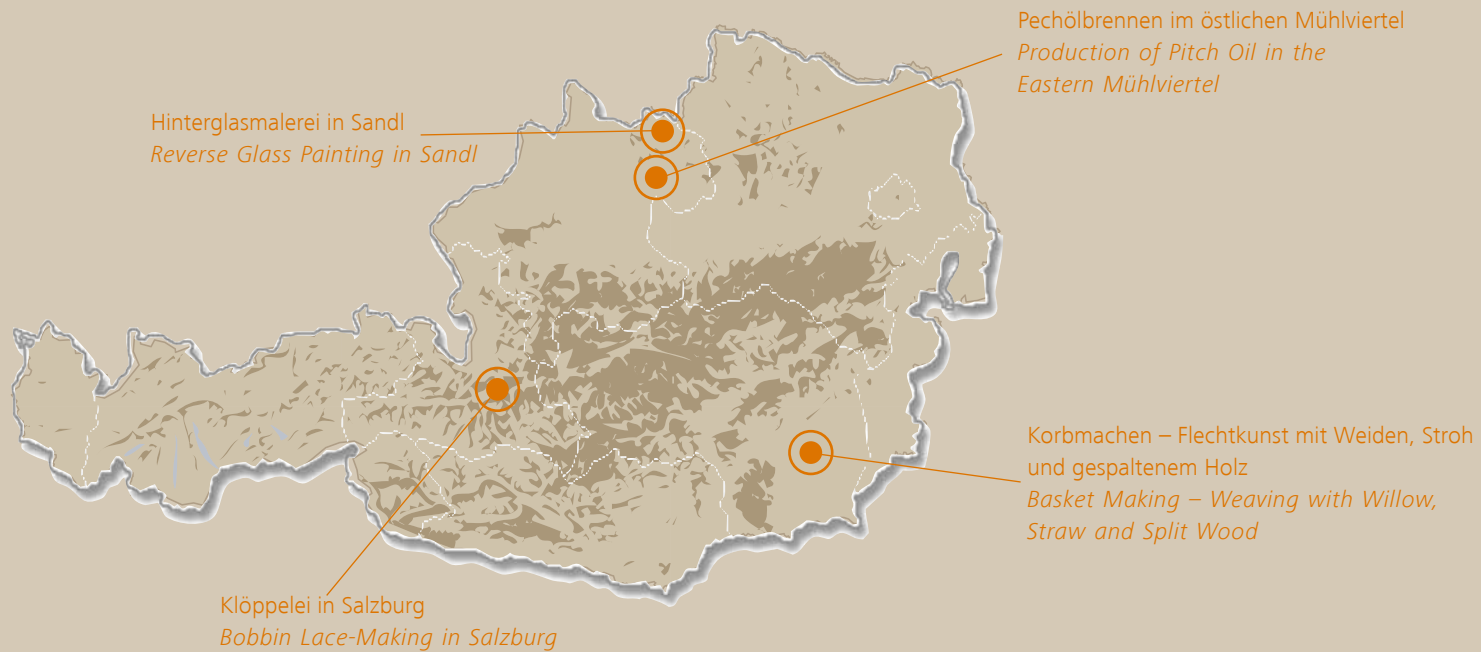 Pechölbrennen im östlichen Mühlviertel
Production of Pitch Oil in the
Eastern Mühlviertel
Hinterglasmalerei in Sandl
Reverse Glass Painting in Sandl
Korbmachen – Flechtkunst mit Weiden, Stroh
und gespaltenem Holz
Basket Making – Weaving with Willow,
Straw and Split Wood
Klöppelei in Salzburg
Bobbin Lace-Making in Salzburg